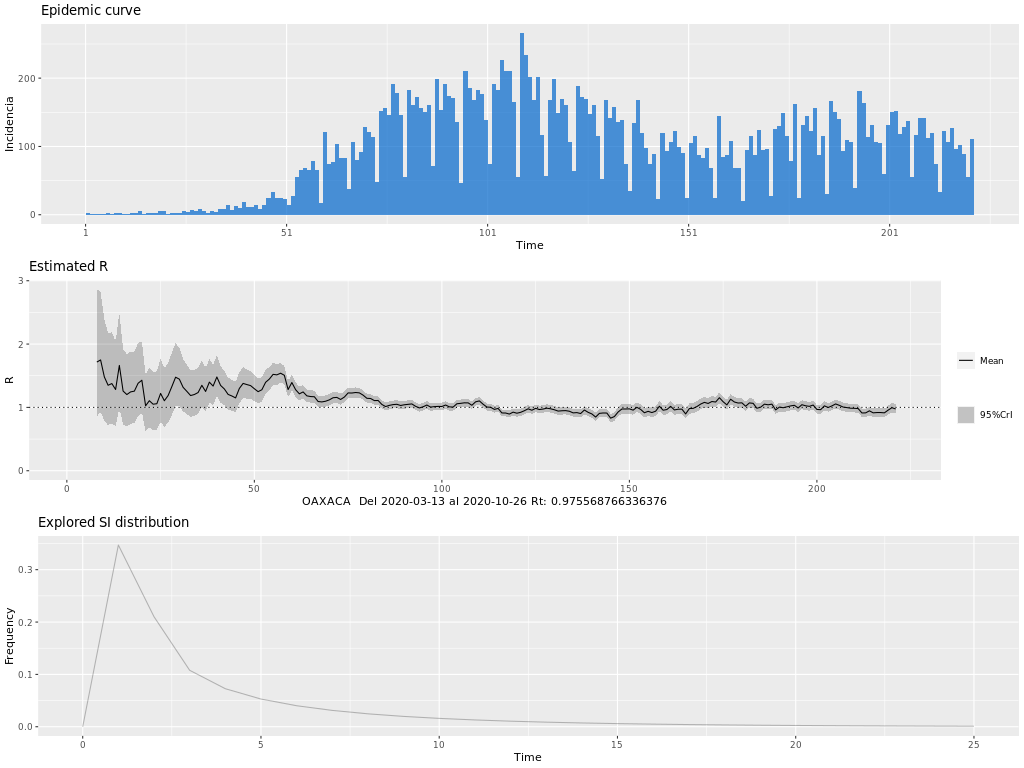 Epidemic curve
Incidencia
200
100
0
1 51 101 151 201
Time
Estimated R
R
3
2
1
0
Mean
95%CrI
0 50 100 150 200
OAXACA Del 2020-03-13 al 2020-10-26 Rt: 0.975568766336376
Explored SI distribution
Frequency
0.3
0.2
0.1
0.0
0 5 10 15 20 25
Time